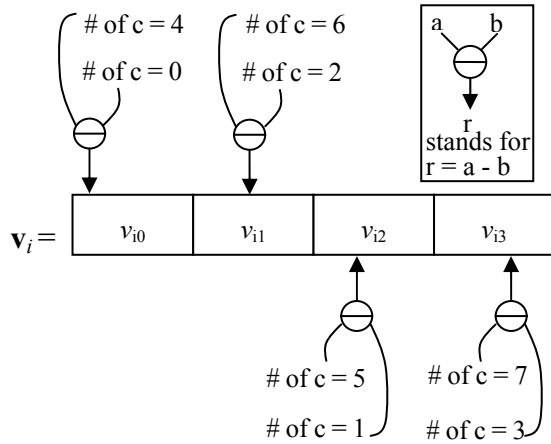 # of c = 4
# of c = 0
# of c = 6
# of c = 2
a b
r
stands for
r = a - b
v_i = v_i0 v_i1 v_i2 v_i3
# of c = 5
# of c = 1
# of c = 7
# of c = 3